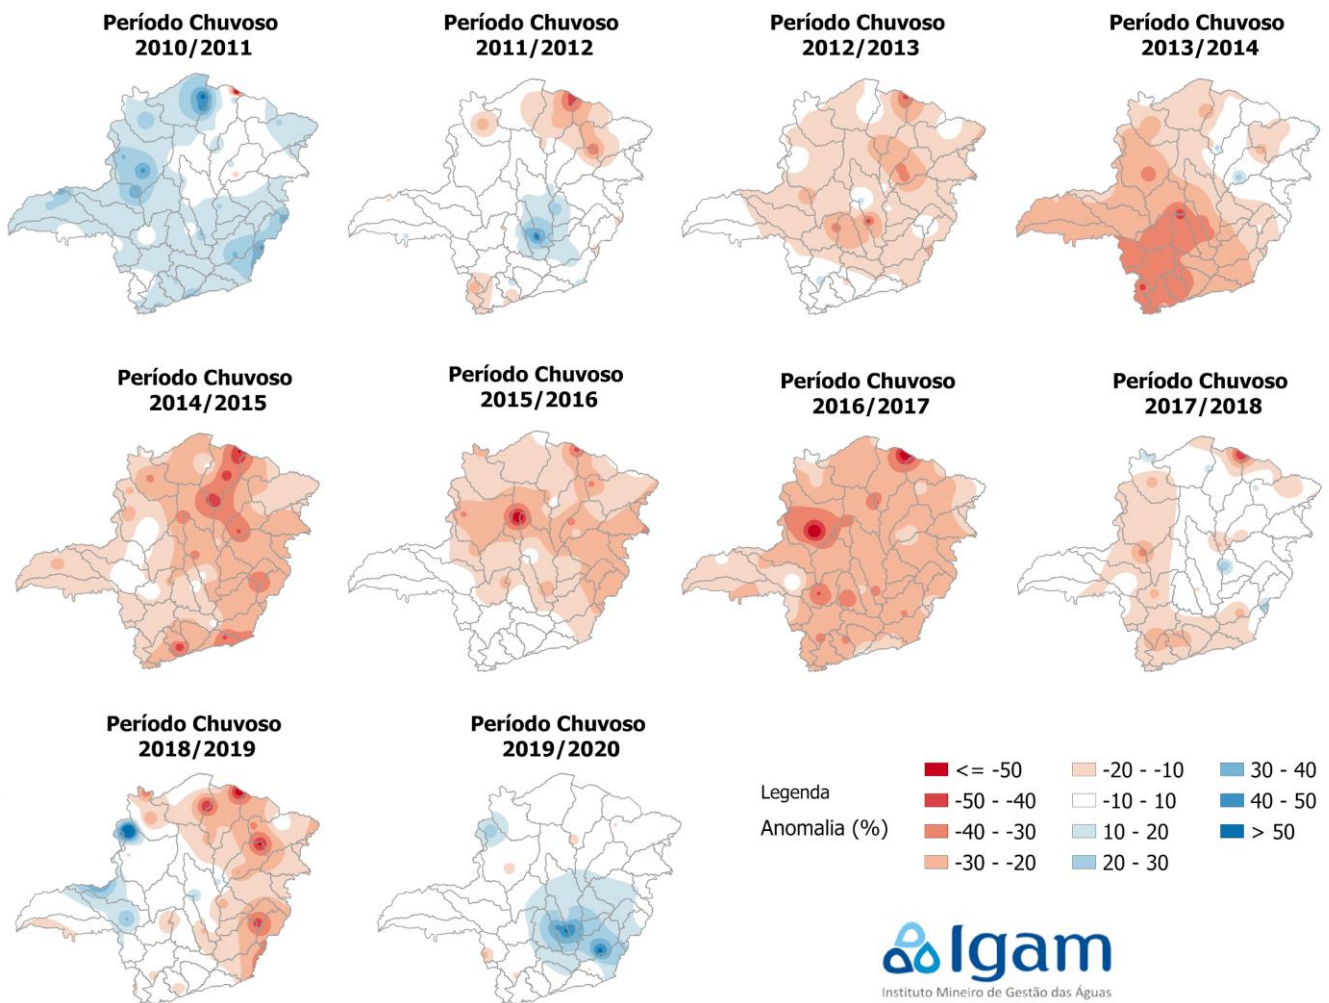 Período Chuvoso
2010/2011
Período Chuvoso
2011/2012
Período Chuvoso
2012/2013
Período Chuvoso
2013/2014
Período Chuvoso
2014/2015
Período Chuvoso
2015/2016
Período Chuvoso
2016/2017
Período Chuvoso
2017/2018
Período Chuvoso
2018/2019
Período Chuvoso
2019/2020
Legenda
Anomalia (%)
<= -50
-50 - -40
-40 - -30
-30 - -20
-20 - -10
-10 - 10
10 - 20
20 - 30
30 - 40
40 - 50
> 50
Igam
Instituto Mineiro de Gestão das Águas